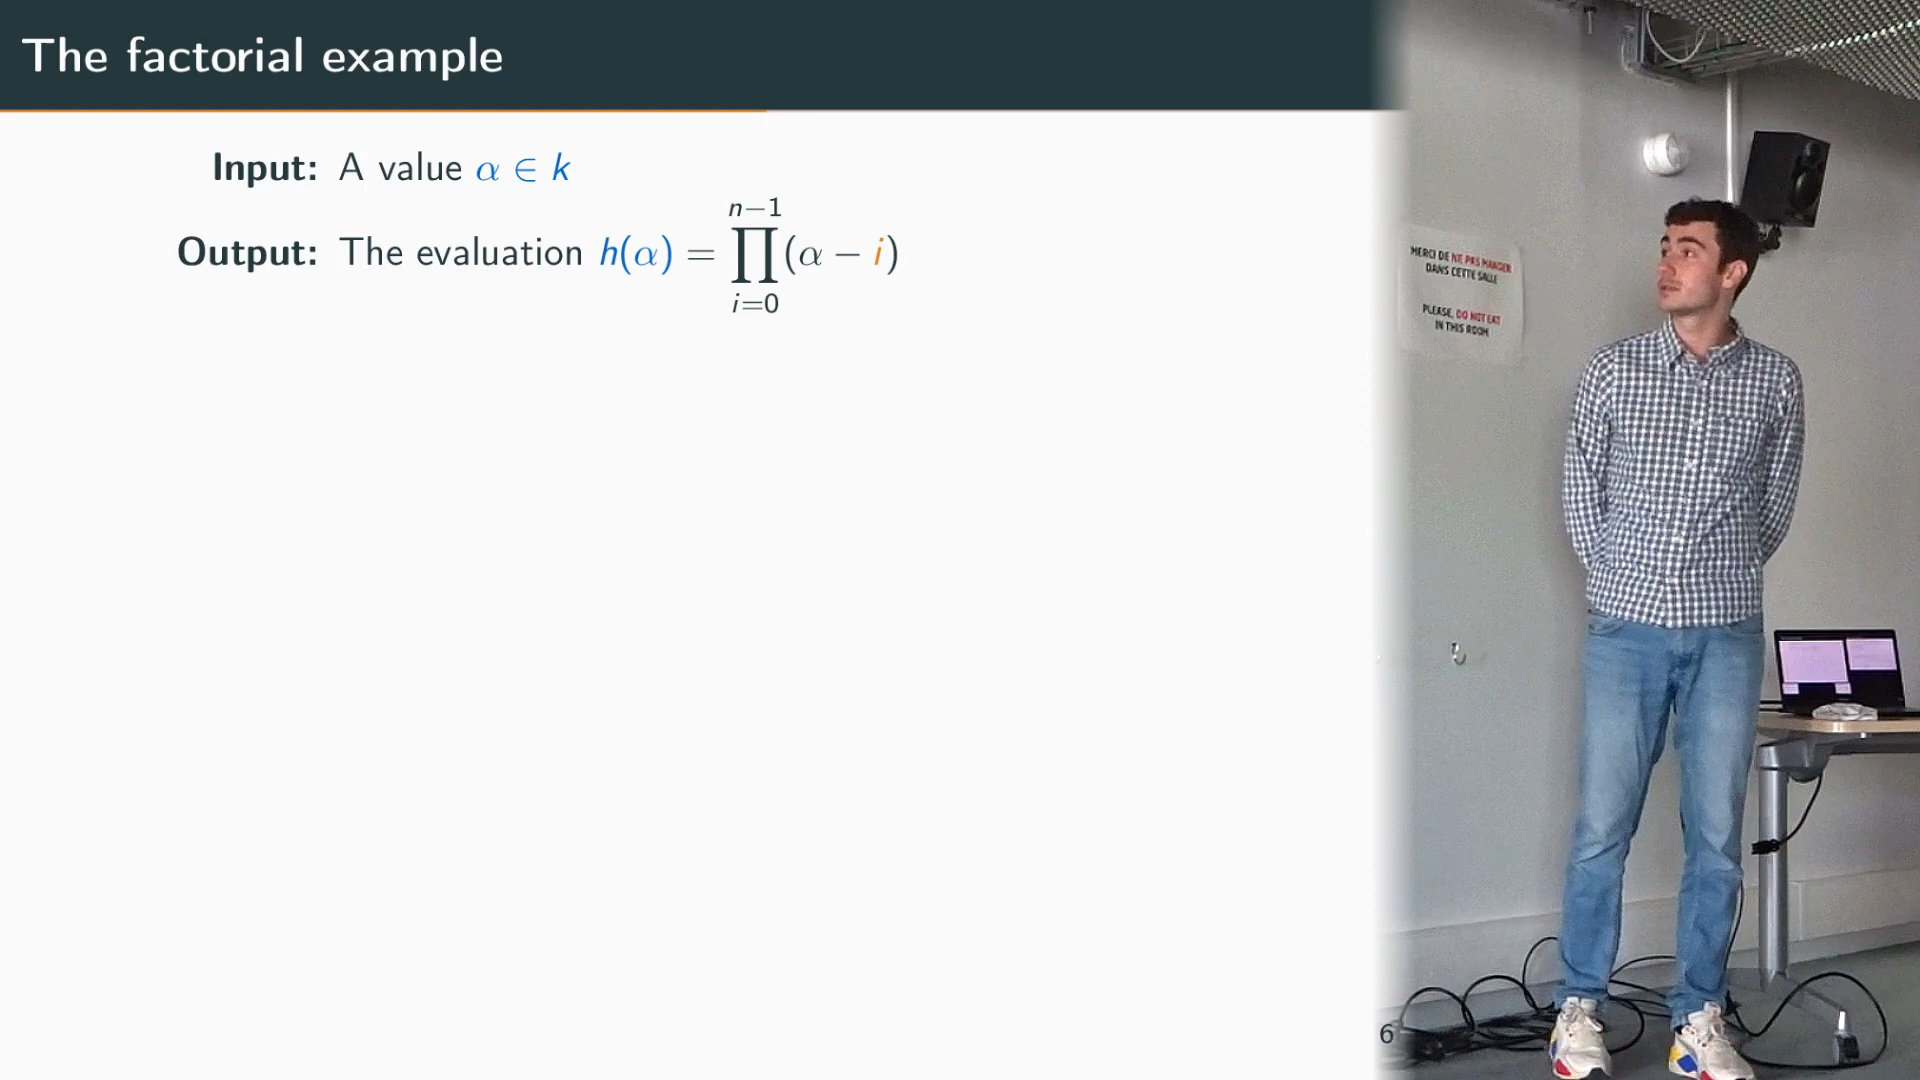 The factorial example
Input: A value α ∈ k
Output: The evaluation h(α) = ∏_{i=0}^{n−1} (α − i)
MERCI DE NE PAS MANGER
DANS CETTE SALLE
PLEASE, DO NOT EAT
IN THIS ROOM
6